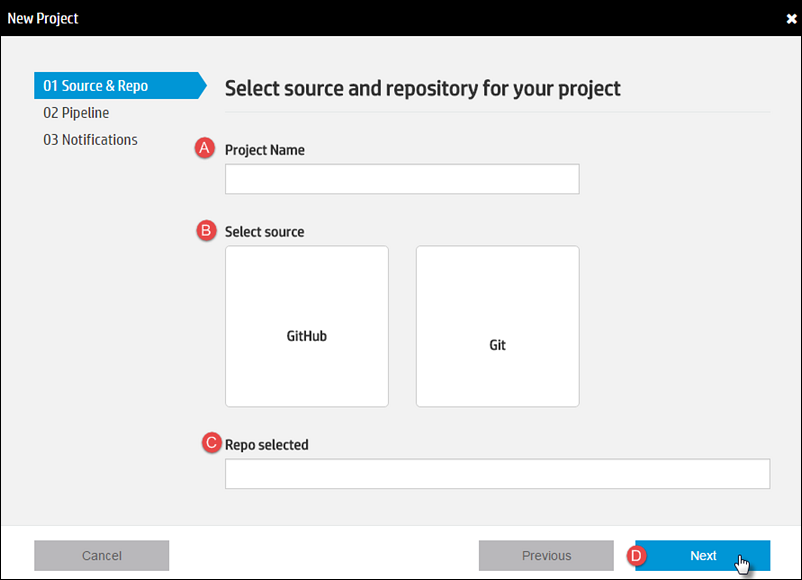 New Project ✖
01 Source & Repo
02 Pipeline
03 Notifications
Select source and repository for your project
A Project Name
B Select source
GitHub
Git
C Repo selected
Cancel
Previous
D Next